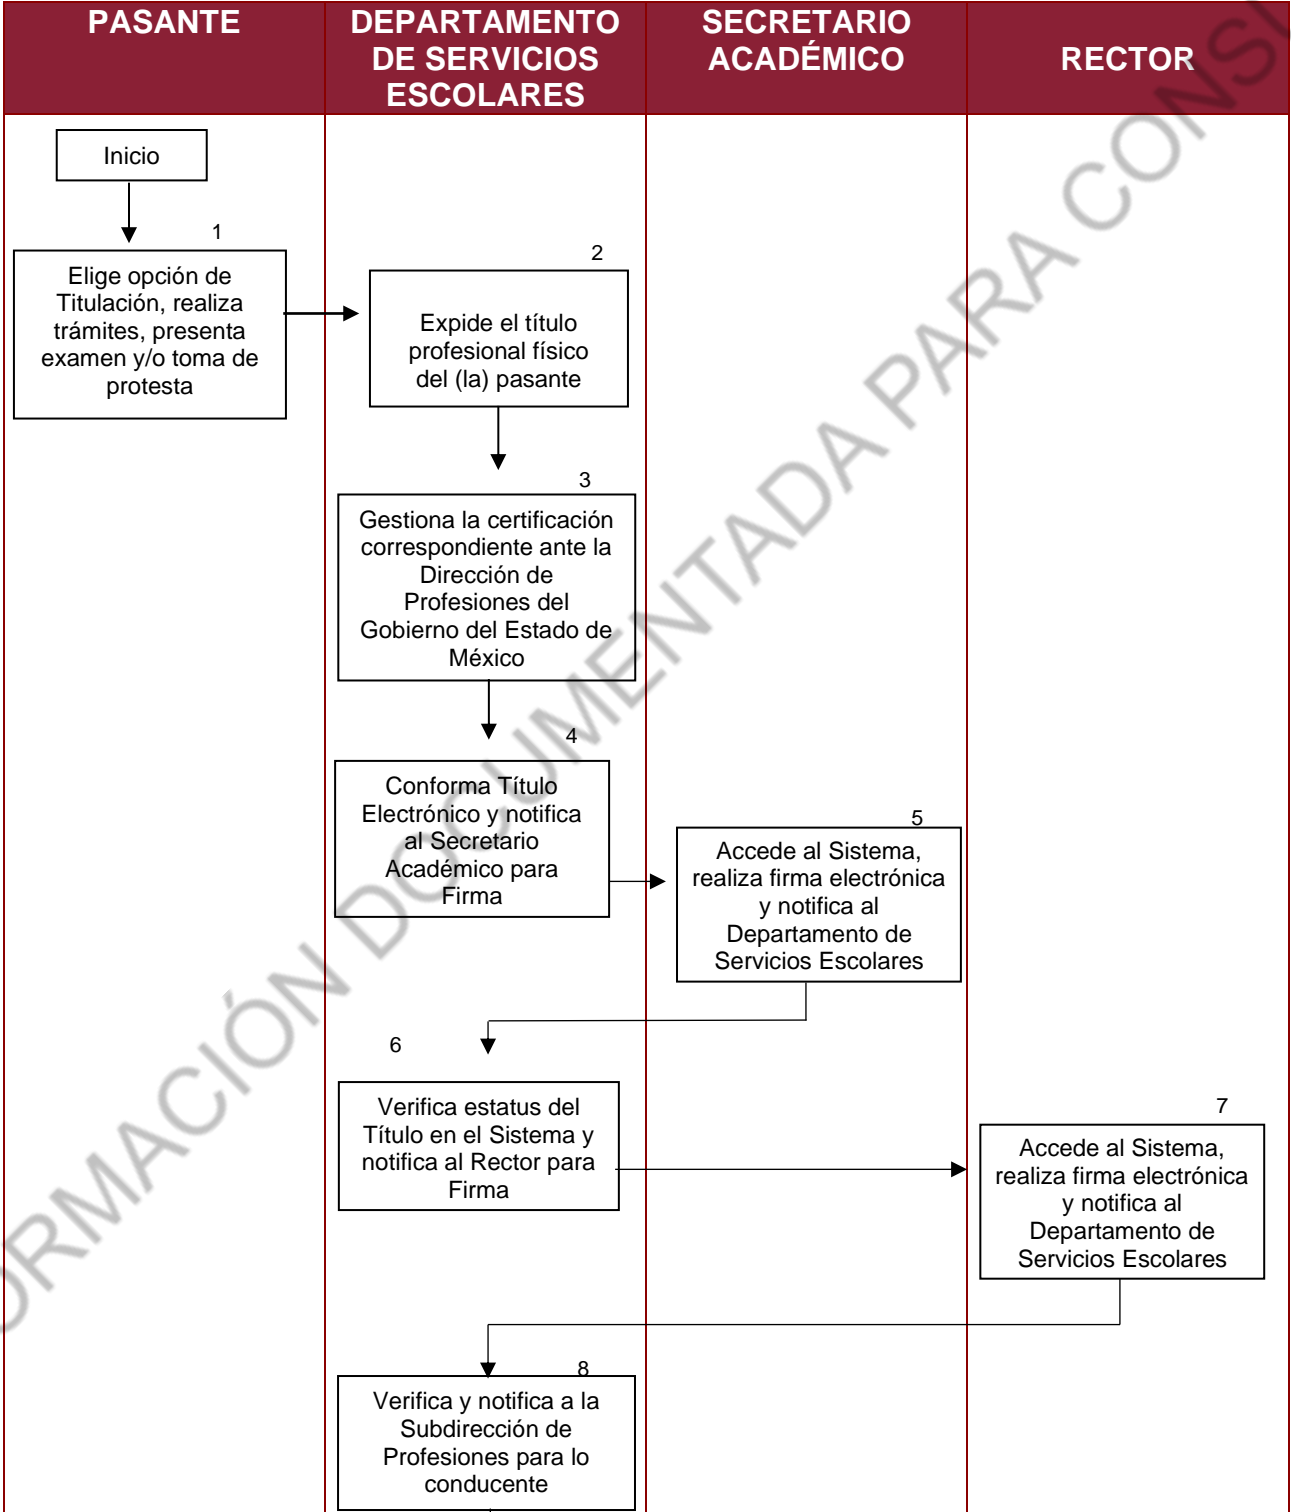 PASANTE
DEPARTAMENTO
DE SERVICIOS
ESCOLARES
SECRETARIO
ACADÉMICO
RECTOR
Inicio
1
Elige opción de
Titulación, realiza
trámites, presenta
examen y/o toma de
protesta
2
Expide el título
profesional físico
del (la) pasante
3
Gestiona la certificación
correspondiente ante la
Dirección de
Profesiones del
Gobierno del Estado de
México
4
Conforma Título
Electrónico y notifica
al Secretario
Académico para
Firma
5
Accede al Sistema,
realiza firma electrónica
y notifica al
Departamento de
Servicios Escolares
6
Verifica estatus del
Título en el Sistema y
notifica al Rector para
Firma
7
Accede al Sistema,
realiza firma electrónica
y notifica al
Departamento de
Servicios Escolares
8
Verifica y notifica a la
Subdirección de
Profesiones para lo
conducente
ORMACIÓN DOCUMENTADA PARA CONSU